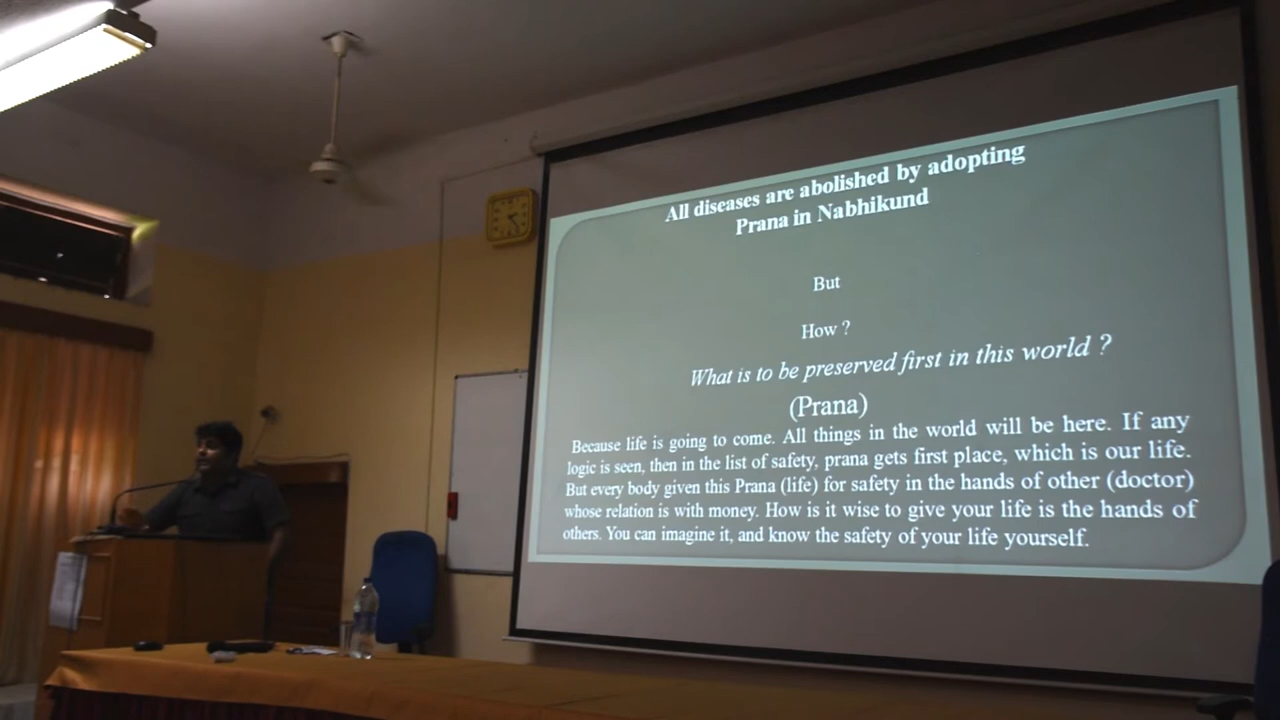 All diseases are abolished by adopting
Prana in Nabhikund
But
How ?
What is to be preserved first in this world ?
(Prana)
Because life is going to come. All things in the world will be here. If any
logic is seen, then in the list of safety, prana gets first place, which is our life.
But every body given this Prana (life) for safety in the hands of other (doctor)
whose relation is with money. How is it wise to give your life is the hands of
others. You can imagine it, and know the safety of your life yourself.